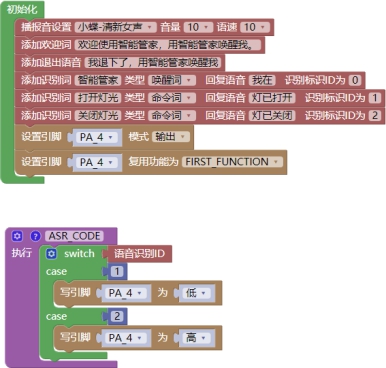 初始化
播报音设置 小蝶-清新女声 音量 10 语速 10
添加欢迎词 欢迎使用智能管家，用智能管家唤醒我。
添加退出语音 我退下了，用智能管家唤醒我
添加识别词 智能管家 类型 唤醒词 回复语音 我在 识别标识ID为 0
添加识别词 打开灯光 类型 命令词 回复语音 灯已打开 识别标识ID为 1
添加识别词 关闭灯光 类型 命令词 回复语音 灯已关闭 识别标识ID为 2
设置引脚 PA_4 模式 输出
设置引脚 PA_4 复用功能为 FIRST_FUNCTION
? ASR_CODE
执行 switch 语音识别ID
case 1
写引脚 PA_4 为 低
case 2
写引脚 PA_4 为 高